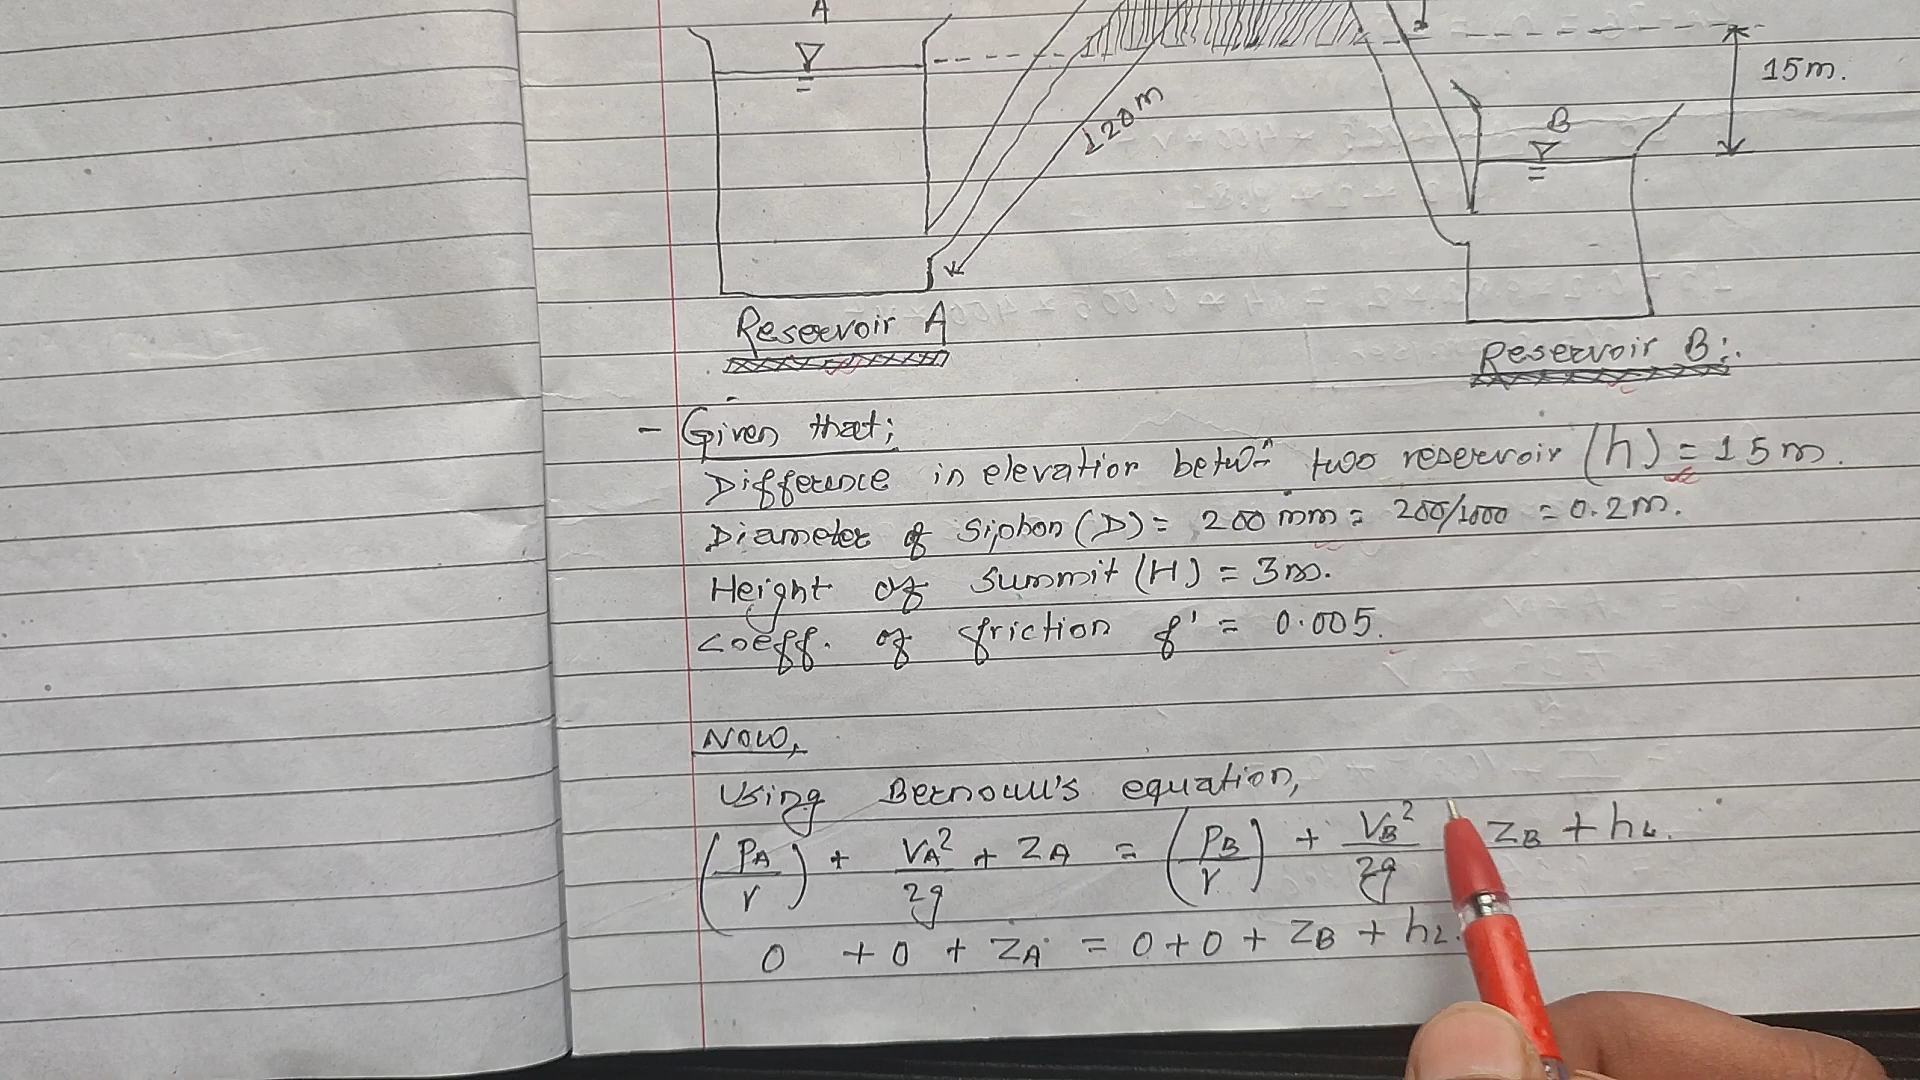 A
15m.
120m
B
Reservoir A
Reservoir B:.
- Given that;
Difference in elevation betwn two reservoir (h) = 15m.
Diameter of Siphon (D) = 200 mm = 200/1000 = 0.2m.
Height of summit (H) = 3m.
Coeff. of friction f' = 0.005.
Now,
Using Bernoull's equation,
(PA/r) + VA²/2g + ZA = (PB/r) + VB²/2g ZB + hL.
0 + 0 + ZA = 0 + 0 + ZB + hL.